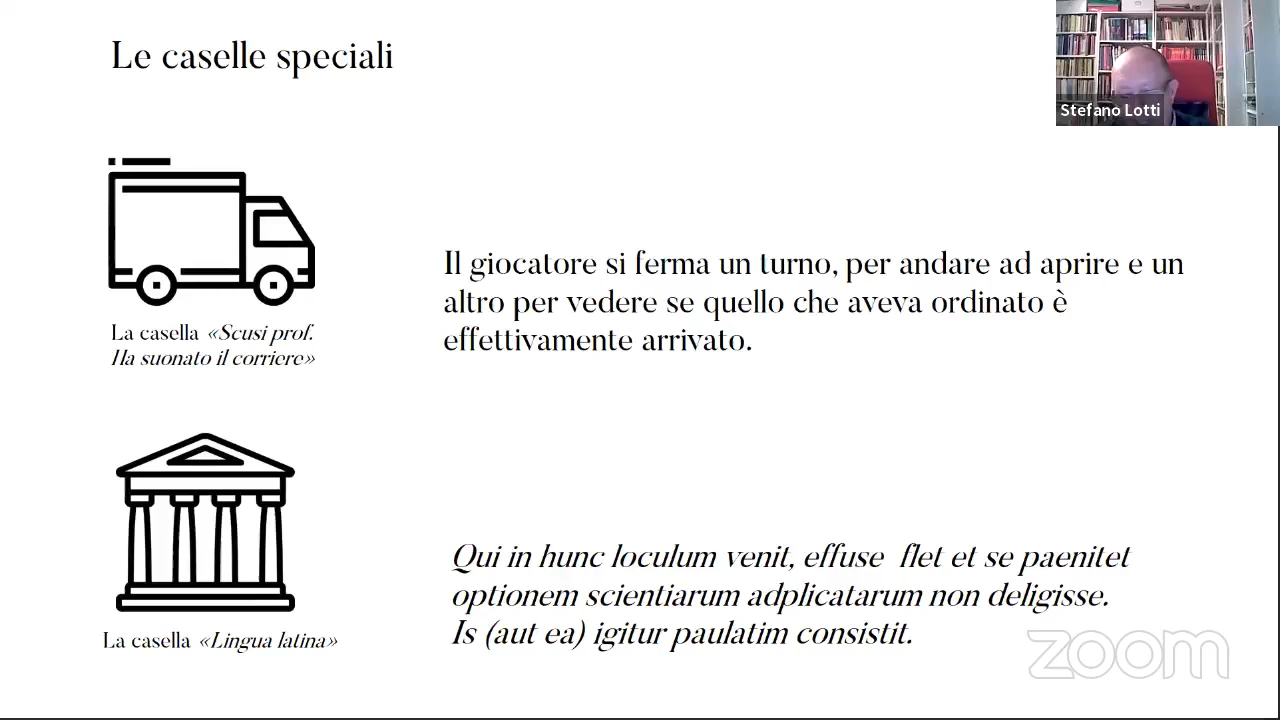 Le caselle speciali
Stefano Lotti
Il giocatore si ferma un turno, per andare ad aprire e un
altro per vedere se quello che aveva ordinato è
effettivamente arrivato.
La casella «Scusi prof.
Ha suonato il corriere»
Qui in hunc loculum venit, effuse flet et se paenitet
optionem scientiarum adplicatarum non deligisse.
Is (aut ea) igitur paulatim consistit.
La casella «Lingua latina»
zoom